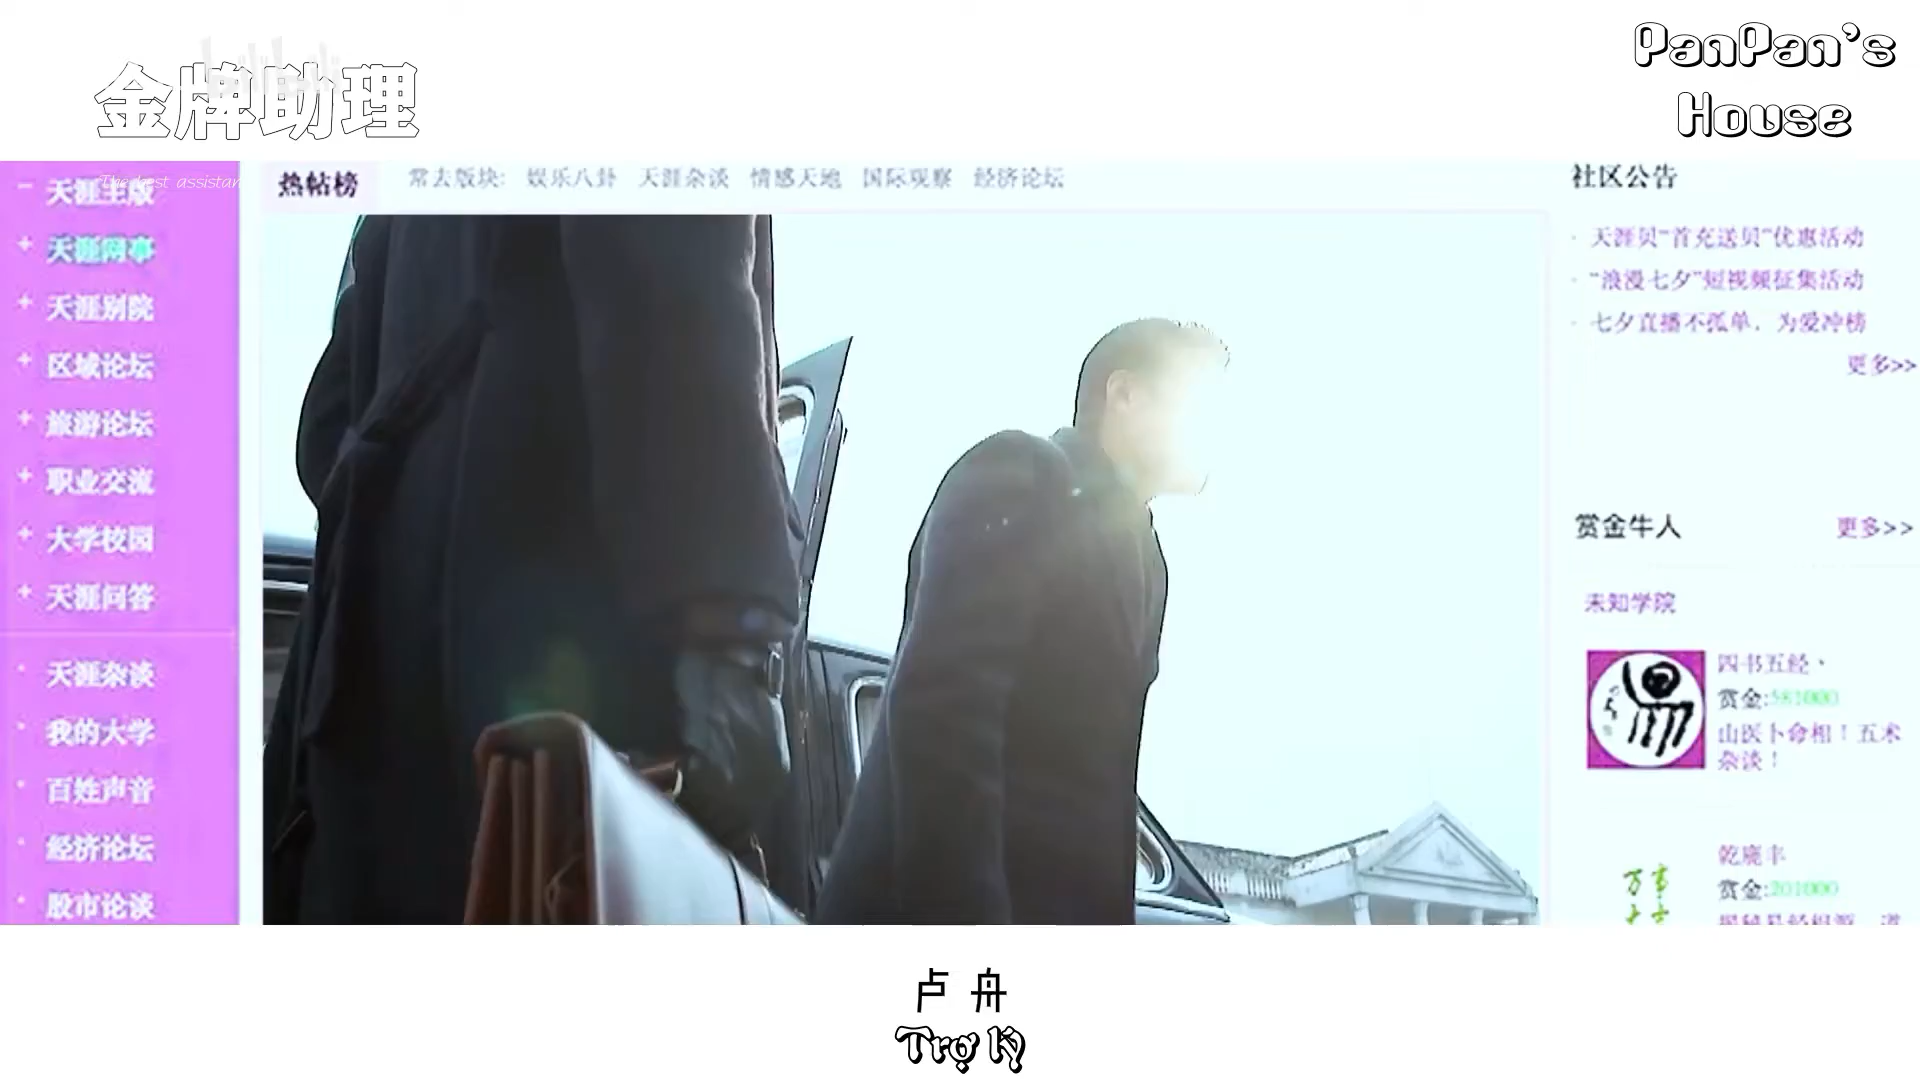 金牌助理
The best assistan
PanPan's
House
天涯主版
天涯网事
天涯别院
区域论坛
旅游论坛
职业交流
大学校园
天涯问答
天涯杂谈
我的大学
百姓声音
经济论坛
股市论谈
热帖榜
常去版块: 娱乐八卦 天涯杂谈 情感天地 国际观察 经济论坛
社区公告
· 天涯贝“首充送贝”优惠活动
· “浪漫七夕”短视频征集活动
· 七夕直播不孤单，为爱冲榜
更多>>
赏金牛人 更多>>
未知学院
四书五经、
赏金:581000
山医卜命相！五术
杂谈！
赏金:201000
卢 舟
Trợ lý